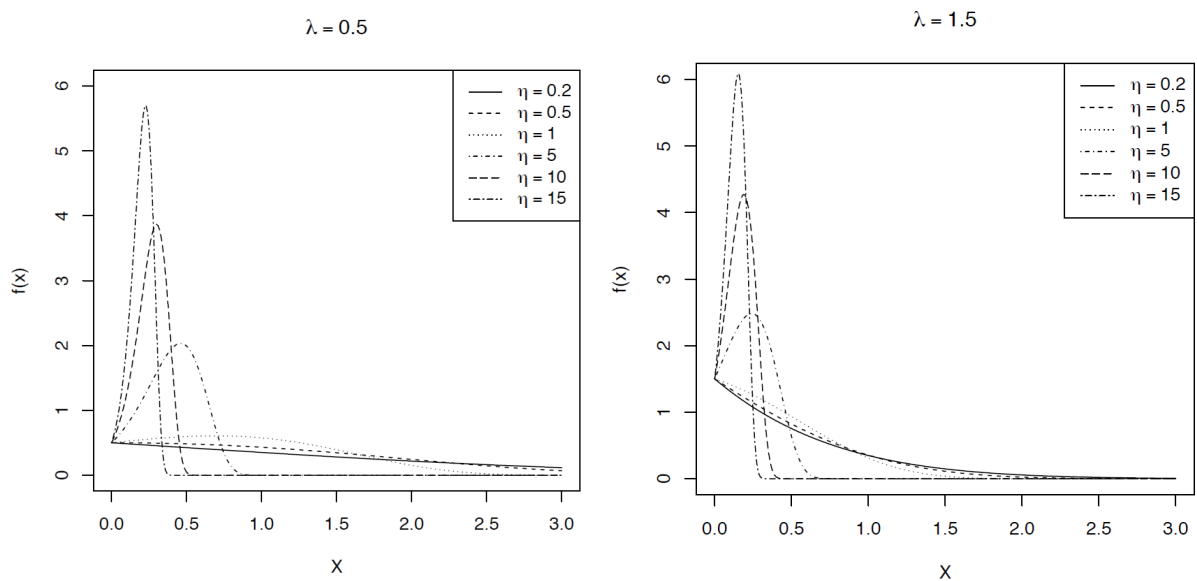 λ = 0.5
6
5
4
3
2
1
0
f(x)
η = 0.2
η = 0.5
η = 1
η = 5
η = 10
η = 15
0.0 0.5 1.0 1.5 2.0 2.5 3.0
X
λ = 1.5
6
5
4
3
2
1
0
f(x)
η = 0.2
η = 0.5
η = 1
η = 5
η = 10
η = 15
0.0 0.5 1.0 1.5 2.0 2.5 3.0
X